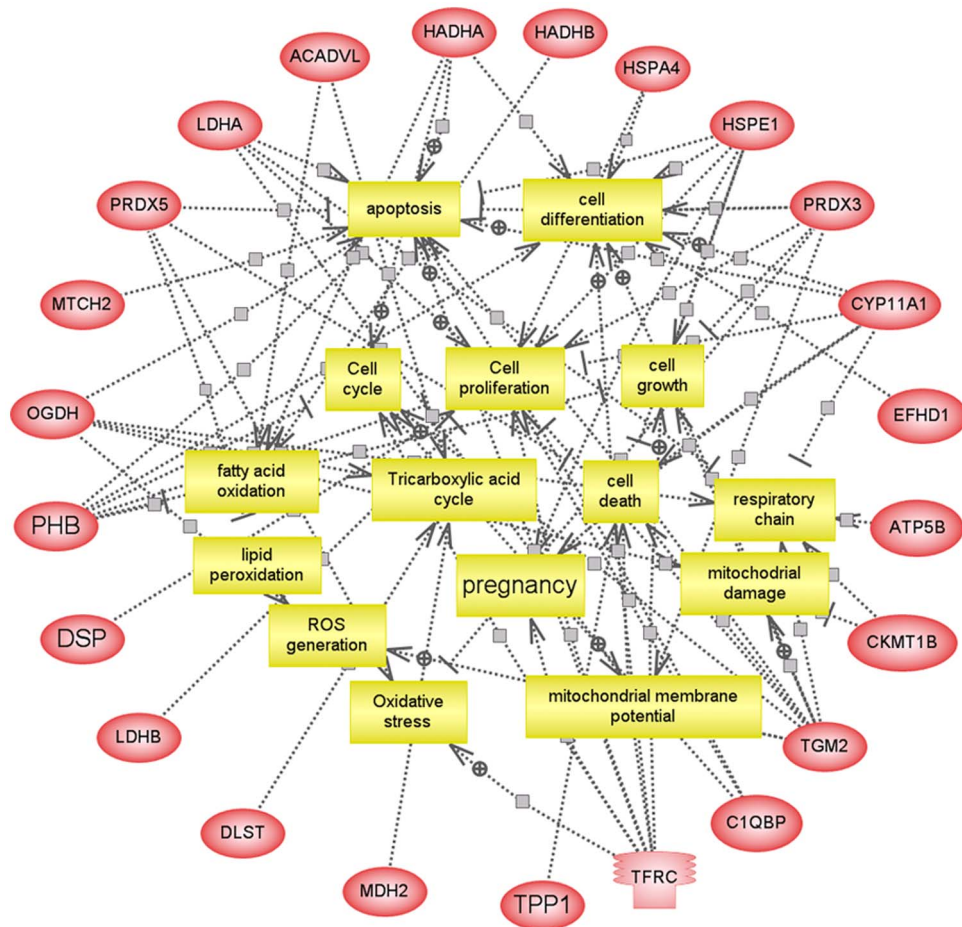 HADHA
HADHB
ACADVL
HSPA4
LDHA
HSPE1
PRDX5
apoptosis
cell
differentiation
PRDX3
MTCH2
CYP11A1
Cell
cycle
Cell
proliferation
cell
growth
OGDH
EFHD1
fatty acid
oxidation
Tricarboxylic acid
cycle
cell
death
respiratory
chain
PHB
ATP5B
lipid
peroxidation
pregnancy
mitochodrial
damage
DSP
ROS
generation
CKMT1B
Oxidative
stress
mitochondrial membrane
potential
LDHB
TGM2
DLST
C1QBP
MDH2
TPP1
TFRC